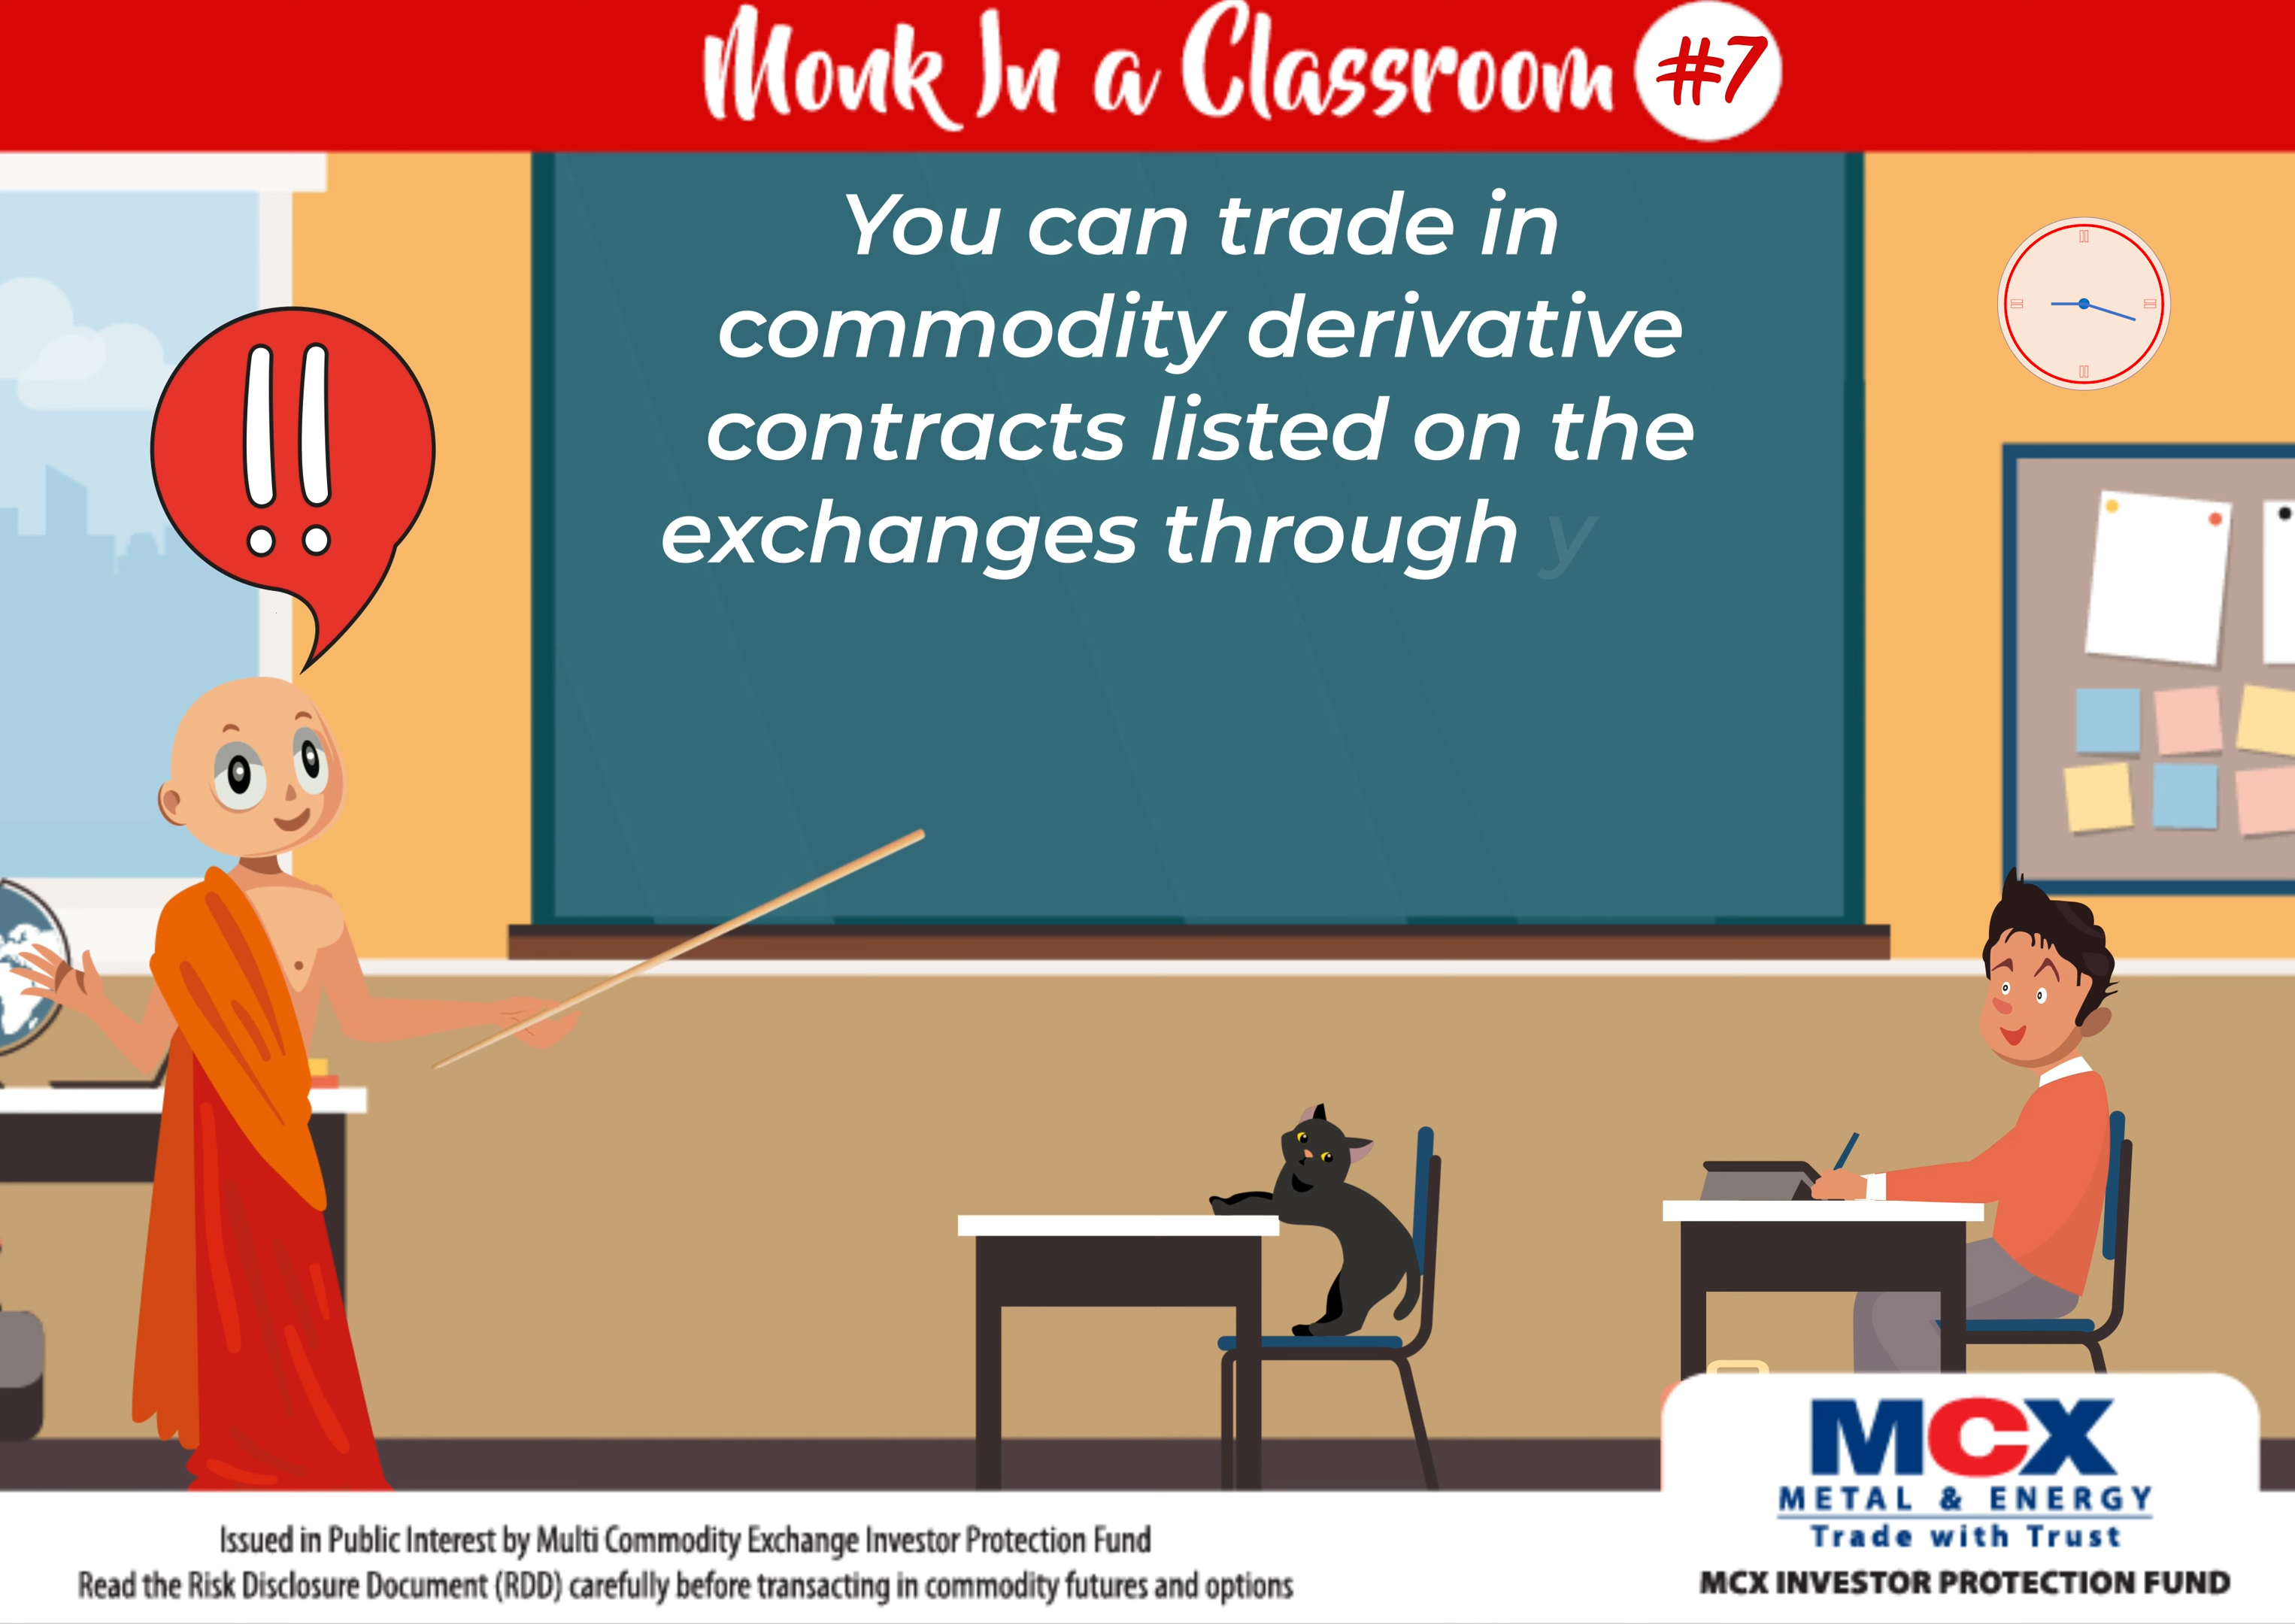 Monk In a Classroom #7
You can trade in
commodity derivative
contracts listed on the
exchanges through y
!!
MCX
METAL & ENERGY
Trade with Trust
MCX INVESTOR PROTECTION FUND
Issued in Public Interest by Multi Commodity Exchange Investor Protection Fund
Read the Risk Disclosure Document (RDD) carefully before transacting in commodity futures and options